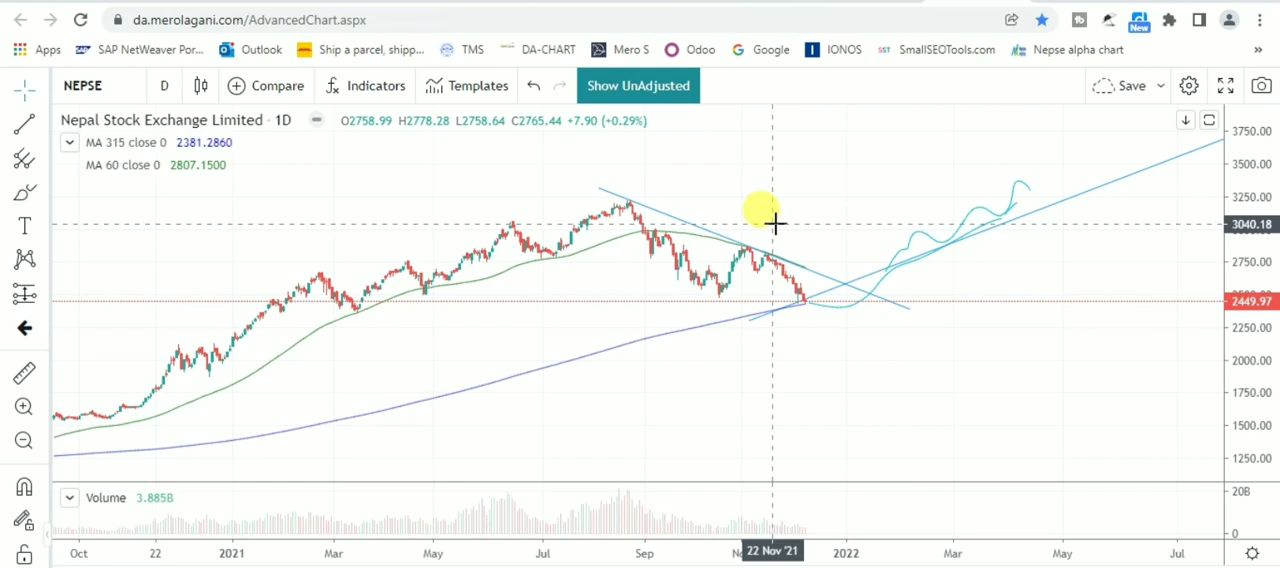 da.merolagani.com/AdvancedChart.aspx
New
Apps SAP NetWeaver Por... Outlook Ship a parcel, shipp... TMS DA-CHART Mero S Odoo Google IONOS SST SmallSEOTools.com Nepse alpha chart »
NEPSE D Compare Indicators Templates Show UnAdjusted Save
Nepal Stock Exchange Limited · 1D O2758.99 H2778.28 L2758.64 C2765.44 +7.90 (+0.29%)
MA 315 close 0 2381.2860
MA 60 close 0 2807.1500
3750.00
3500.00
3250.00
3040.18
2750.00
2449.97
2250.00
2000.00
1750.00
1500.00
1250.00
Volume 3.885B
20B
0
Oct 22 2021 Mar May Jul Sep 22 Nov '21 2022 Mar May Jul